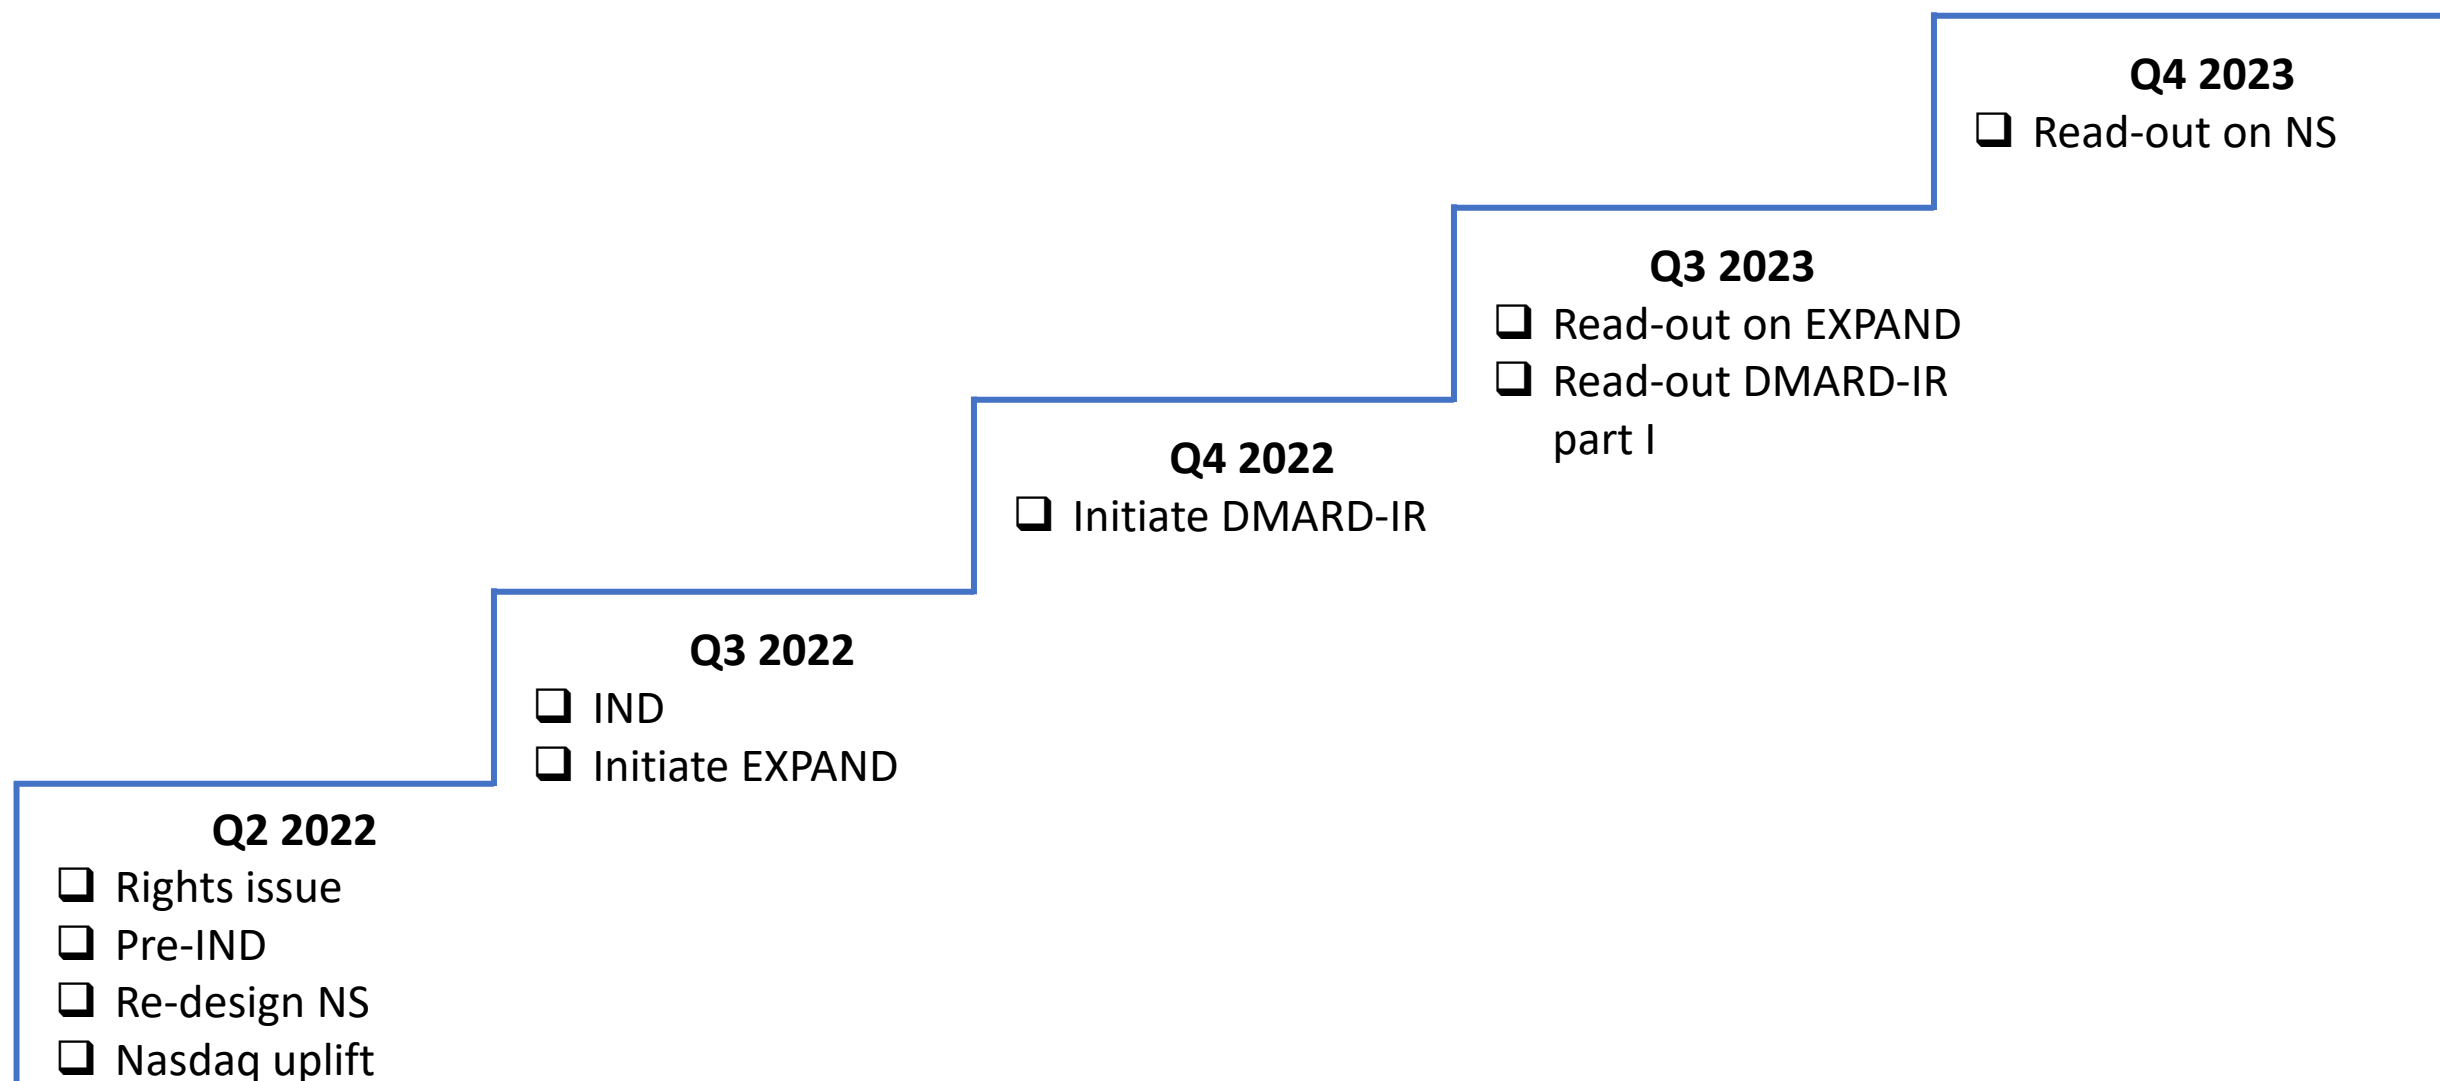 Q4 2023
Read-out on NS
Q3 2023
Read-out on EXPAND
Read-out DMARD-IR
part I
Q4 2022
Initiate DMARD-IR
Q3 2022
IND
Initiate EXPAND
Q2 2022
Rights issue
Pre-IND
Re-design NS
Nasdaq uplift